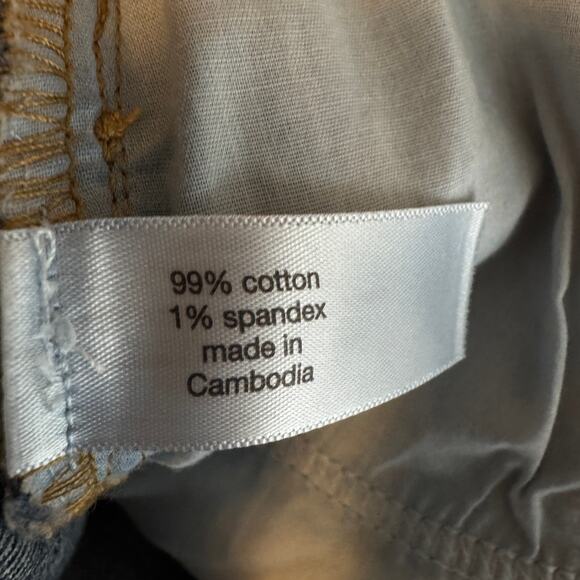 99% cotton
1% spandex
made in
Cambodia